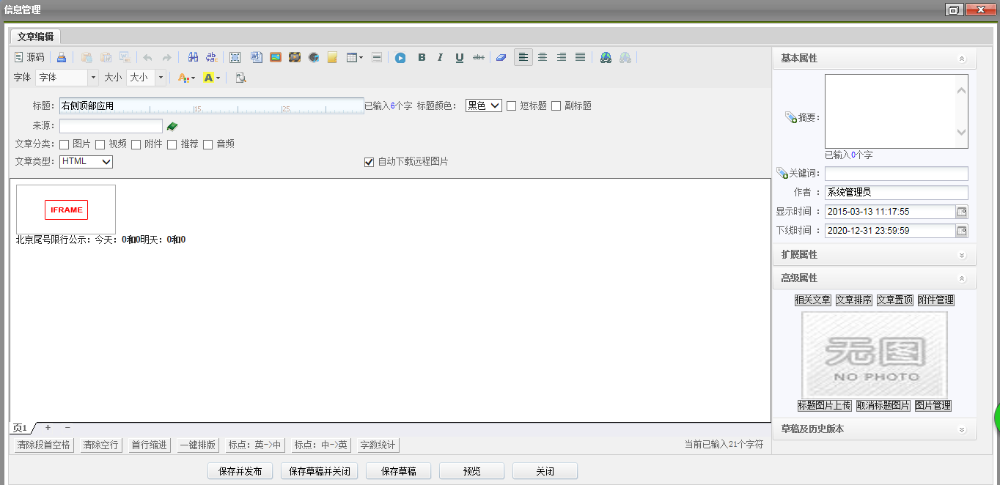 信息管理
文章编辑
源码
字体 字体 大小 大小
标题： 右侧顶部应用 15 25 已输入6个字 标题颜色： 黑色 短标题 副标题
来源：
文章分类： 图片 视频 附件 推荐 音频
文章类型： HTML 自动下载远程图片
IFRAME
北京尾号限行公示：今天：0和0明天：0和0
页1 + −
清除段首空格 清除空行 首行缩进 一键排版 标点：英->中 标点：中->英 字数统计 当前已输入21个字符
保存并发布 保存草稿并关闭 保存草稿 预览 关闭
基本属性
摘要：
已输入0个字
关键词：
作者 ： 系统管理员
显示时间 ： 2015-03-13 11:17:55
下线时间 ： 2020-12-31 23:59:59
扩展属性
高级属性
相关文章 文章排序 文章置顶 附件管理
无图
NO PHOTO
标题图片上传 取消标题图片 图片管理
草稿及历史版本